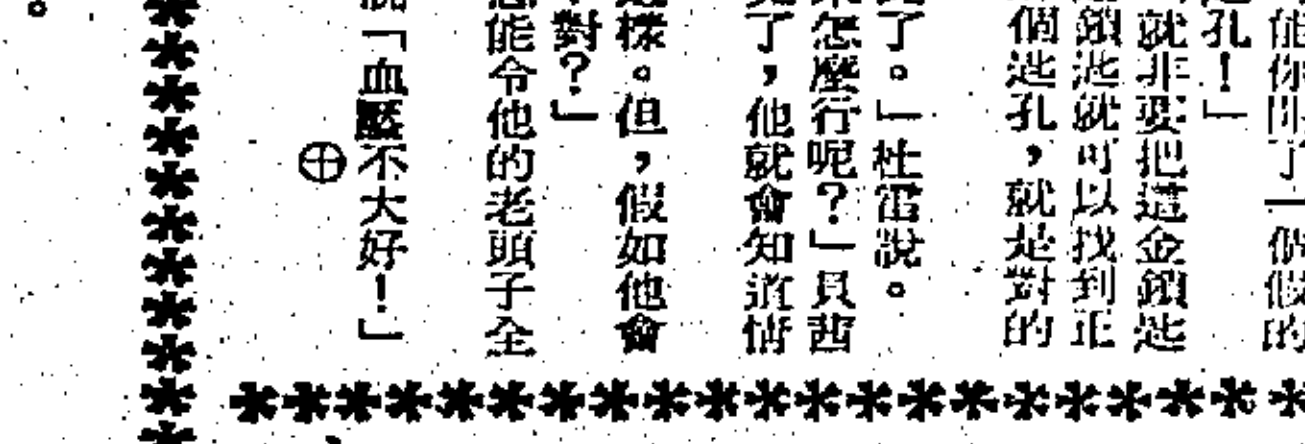 能你開了一個假的
孔！」
就非要把這金鎖匙
鎖匙就可以找到正
個匙孔，就是對的
了。」杜雷說。
怎麼行呢？」貝茜
了，他就會知道情
樣。但，假如他會
對？」
能令他的老頭子全
「血壓不大好！」
㊉
。